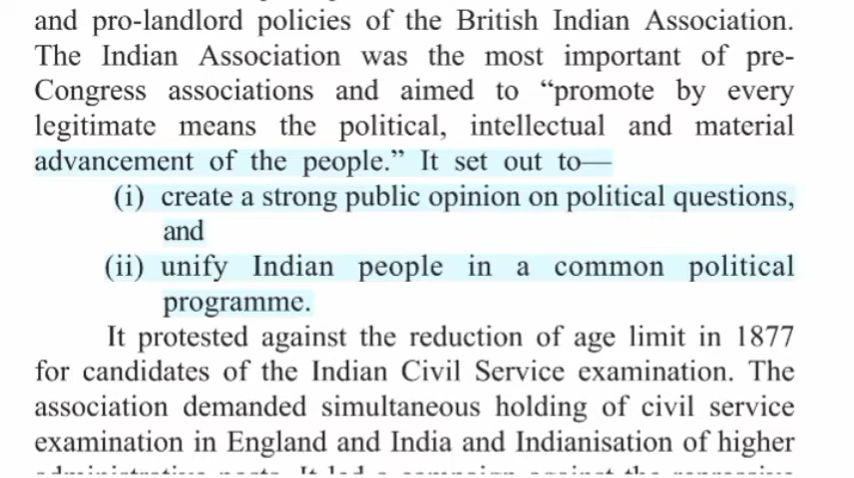 and pro-landlord policies of the British Indian Association.
The Indian Association was the most important of pre-
Congress associations and aimed to “promote by every
legitimate means the political, intellectual and material
advancement of the people.” It set out to—
(i) create a strong public opinion on political questions,
and
(ii) unify Indian people in a common political
programme.
It protested against the reduction of age limit in 1877
for candidates of the Indian Civil Service examination. The
association demanded simultaneous holding of civil service
examination in England and India and Indianisation of higher